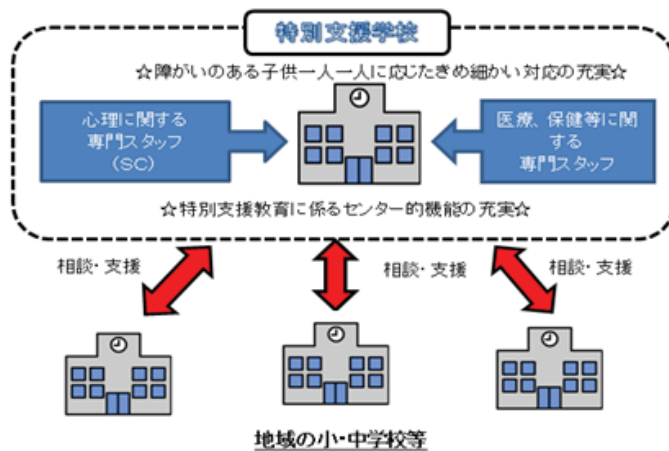 特別支援学校
☆障がいのある子供一人一人に応じたきめ細かい対応の充実☆
心理に関する
専門スタッフ
(SC)
医療、保健等に関
する
専門スタッフ
☆特別支援教育に係るセンター的機能の充実☆
相談・支援
相談・支援
相談・支援
地域の小・中学校等